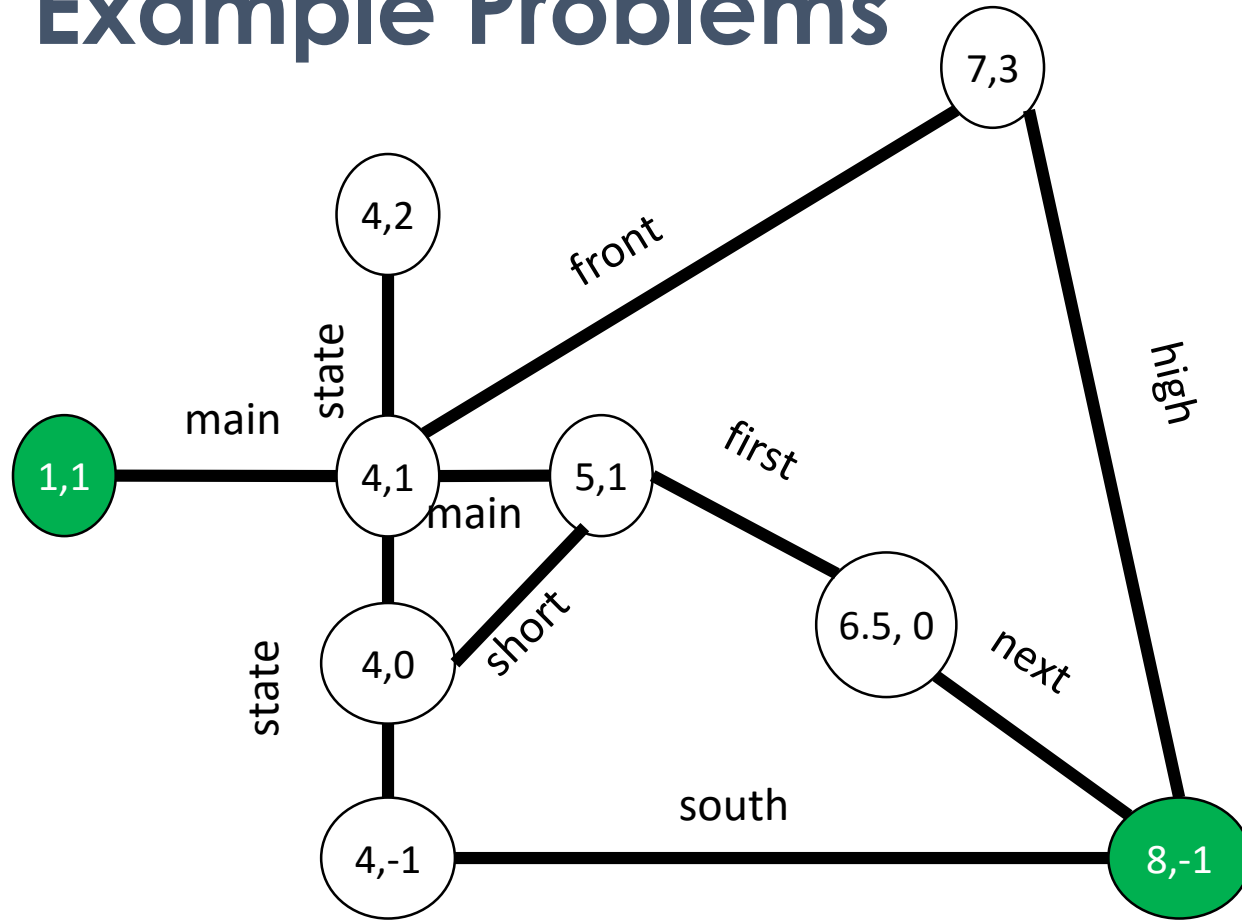 Example Problems
7,3
4,2
front
state
high
main
first
1,1
4,1
5,1
main
short
6.5, 0
next
4,0
state
south
4,-1
8,-1